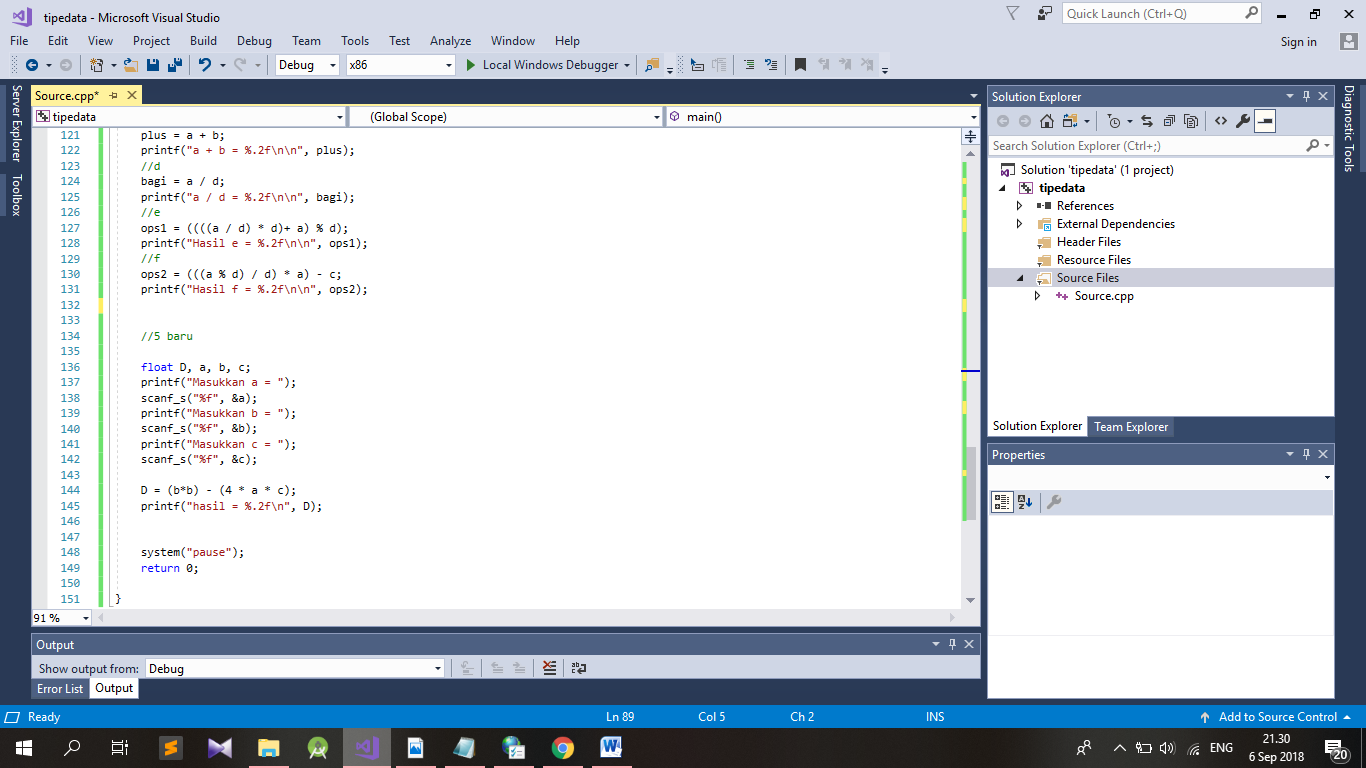 tipedata - Microsoft Visual Studio
Quick Launch (Ctrl+Q)
File Edit View Project Build Debug Team Tools Test Analyze Window Help
Sign in
Debug x86 Local Windows Debugger
Server Explorer
Toolbox
Source.cpp*
tipedata (Global Scope) main()
121 plus = a + b;
122 printf("a + b = %.2f\n\n", plus);
123 //d
124 bagi = a / d;
125 printf("a / d = %.2f\n\n", bagi);
126 //e
127 ops1 = ((((a / d) * d)+ a) % d);
128 printf("Hasil e = %.2f\n\n", ops1);
129 //f
130 ops2 = (((a % d) / d) * a) - c;
131 printf("Hasil f = %.2f\n\n", ops2);
132
133
134 //5 baru
135
136 float D, a, b, c;
137 printf("Masukkan a = ");
138 scanf_s("%f", &a);
139 printf("Masukkan b = ");
140 scanf_s("%f", &b);
141 printf("Masukkan c = ");
142 scanf_s("%f", &c);
143
144 D = (b*b) - (4 * a * c);
145 printf("hasil = %.2f\n", D);
146
147
148 system("pause");
149 return 0;
150
151 }
91 %
Output
Show output from: Debug
Error List Output
Solution Explorer
Search Solution Explorer (Ctrl+;)
Solution 'tipedata' (1 project)
tipedata
References
External Dependencies
Header Files
Resource Files
Source Files
Source.cpp
Solution Explorer Team Explorer
Properties
Diagnostic Tools
Ready Ln 89 Col 5 Ch 2 INS Add to Source Control
ENG
21.30
6 Sep 2018
20